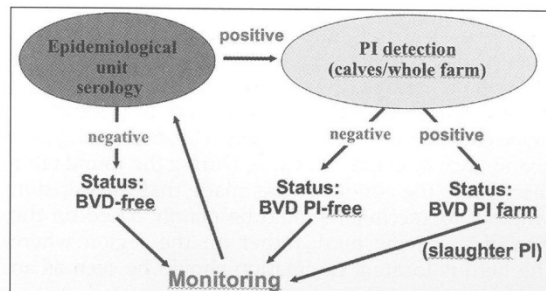 Epidemiological
unit
serology
positive
PI detection
(calves/whole farm)
negative
negative
positive
Status:
BVD-free
Status:
BVD PI-free
Status:
BVD PI farm
(slaughter PI)
Monitoring